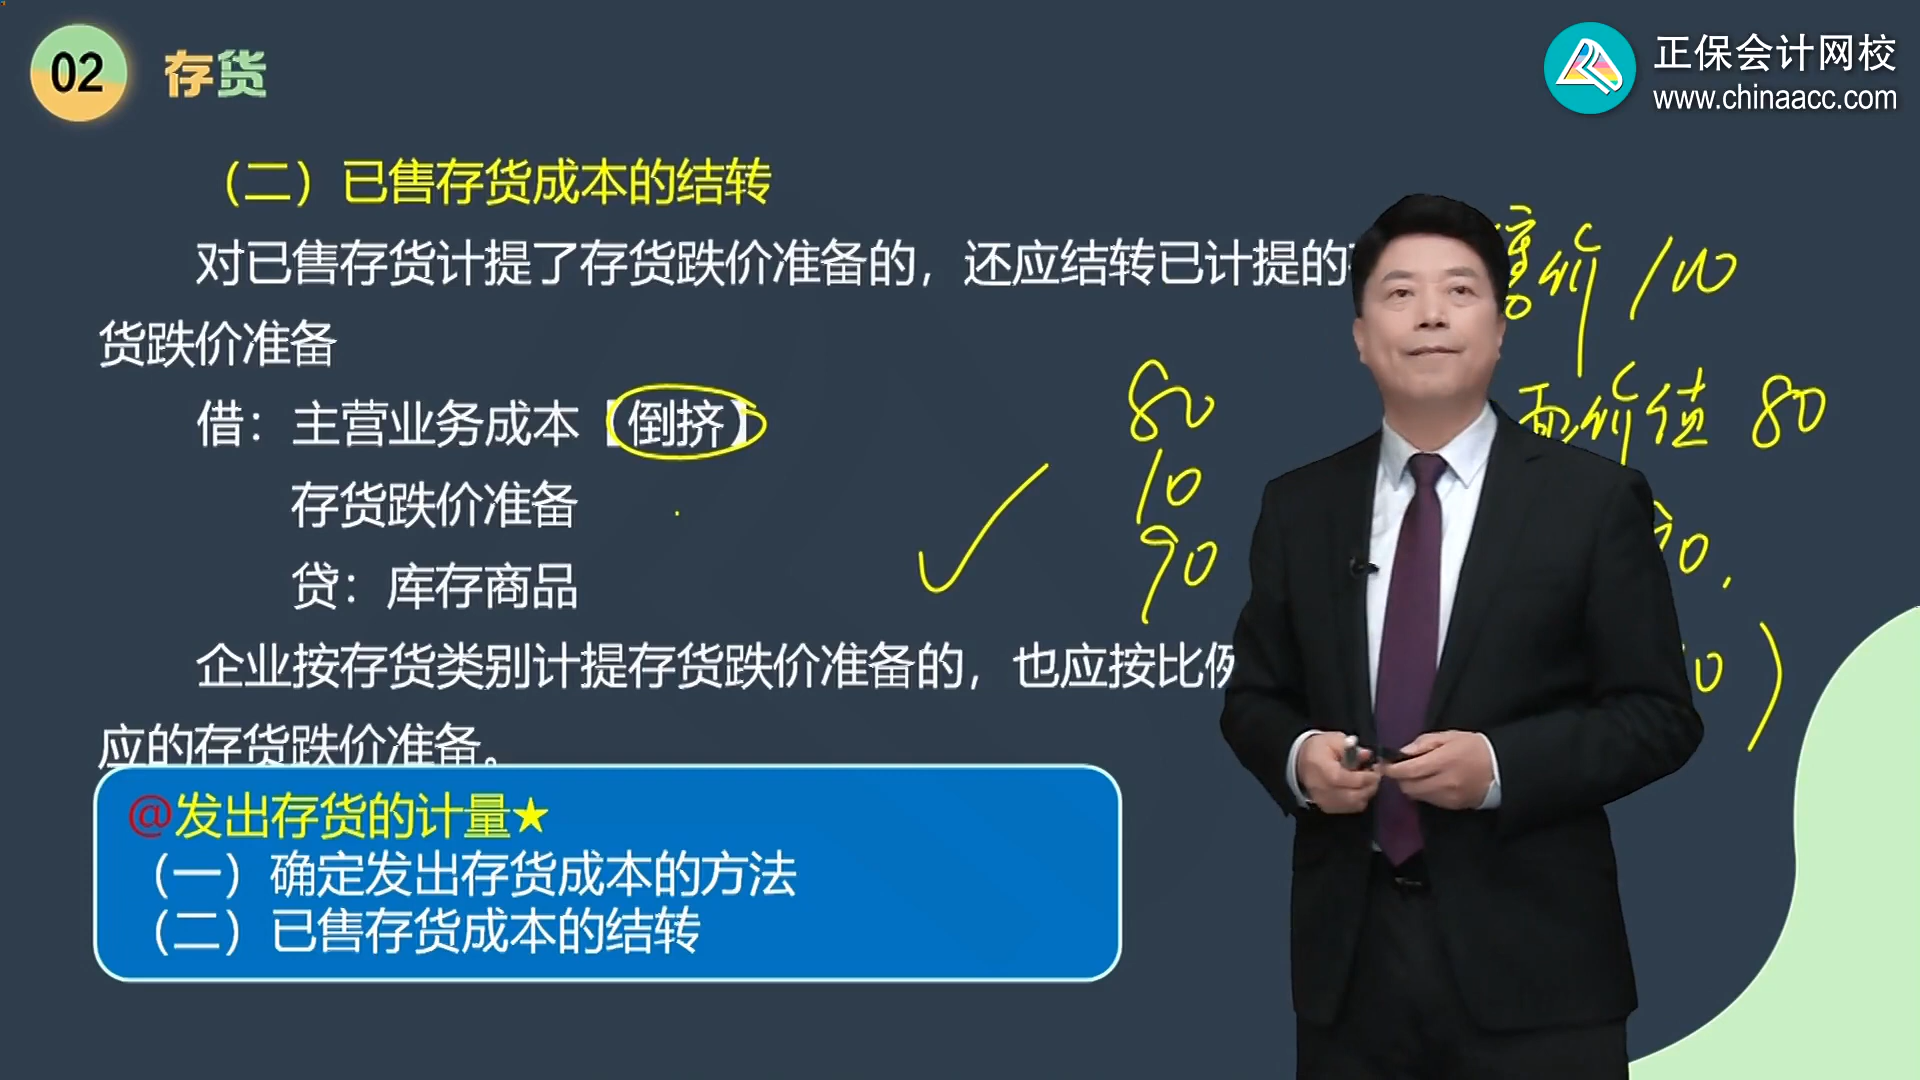 02 存货
正保会计网校
www.chinaacc.com
（二）已售存货成本的结转
对已售存货计提了存货跌价准备的，还应结转已计提的
货跌价准备
借：主营业务成本【倒挤】
存货跌价准备
贷：库存商品
企业按存货类别计提存货跌价准备的，也应按比例
应的存货跌价准备。
售价 100
面价值 80
80
10
90
@发出存货的计量★
（一）确定发出存货成本的方法
（二）已售存货成本的结转